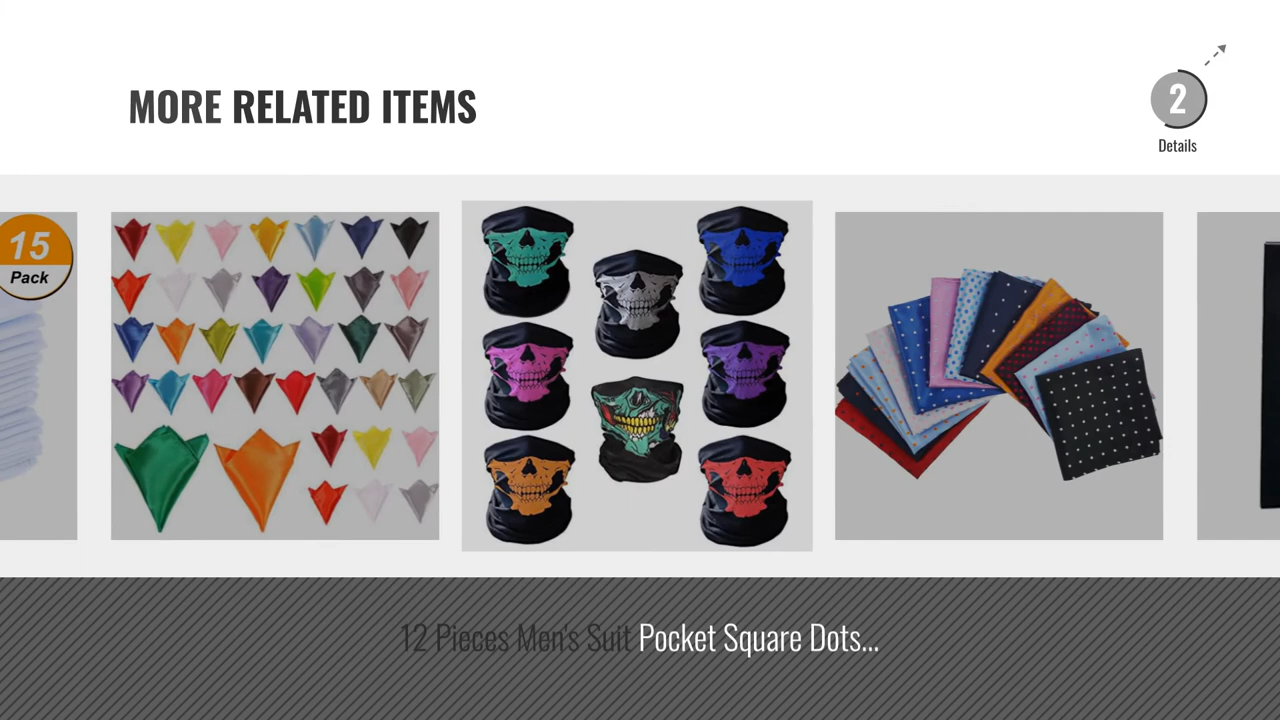 MORE RELATED ITEMS
2
Details
15
Pack
12 Pieces Men's Suit Pocket Square Dots...